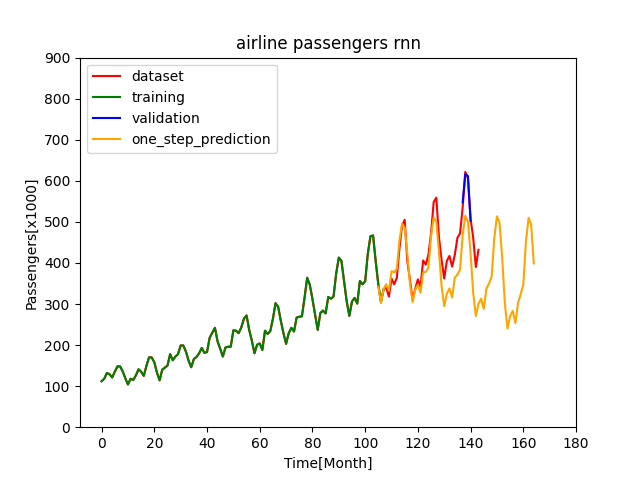 airline passengers rnn
900
800
700
600
500
400
300
200
100
0
Passengers[x1000]
dataset
training
validation
one_step_prediction
0 20 40 60 80 100 120 140 160 180
Time[Month]